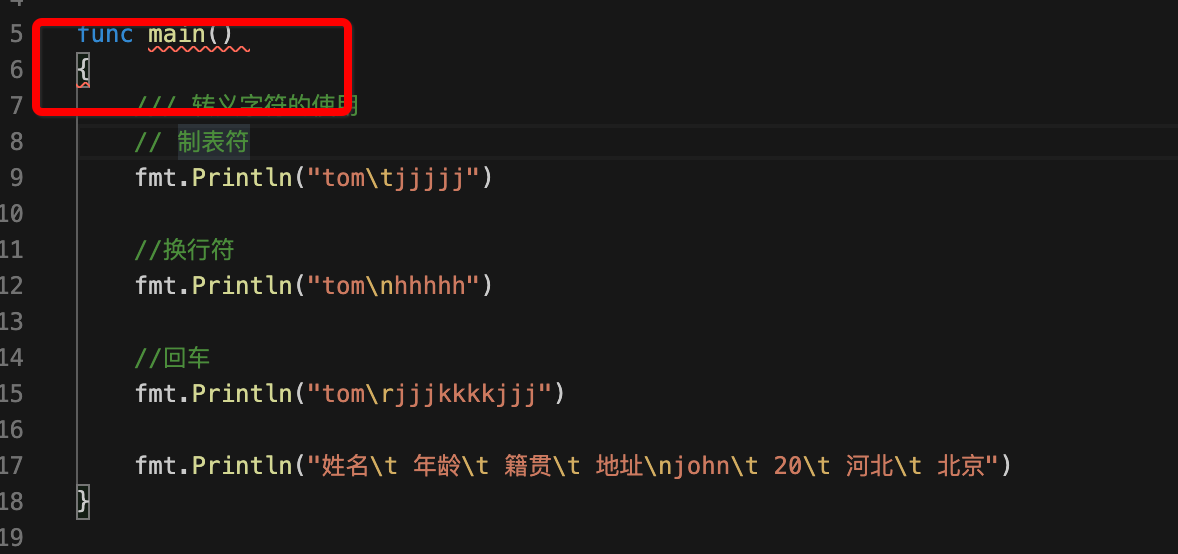 4
5 func main()
6 {
7 /// 转义字符的使用
8 // 制表符
9 fmt.Println("tom\tjjjjj")
10
11 //换行符
12 fmt.Println("tom\nhhhhh")
13
14 //回车
15 fmt.Println("tom\rjjjkkkkjjj")
16
17 fmt.Println("姓名\t 年龄\t 籍贯\t 地址\njohn\t 20\t 河北\t 北京")
18 }
19